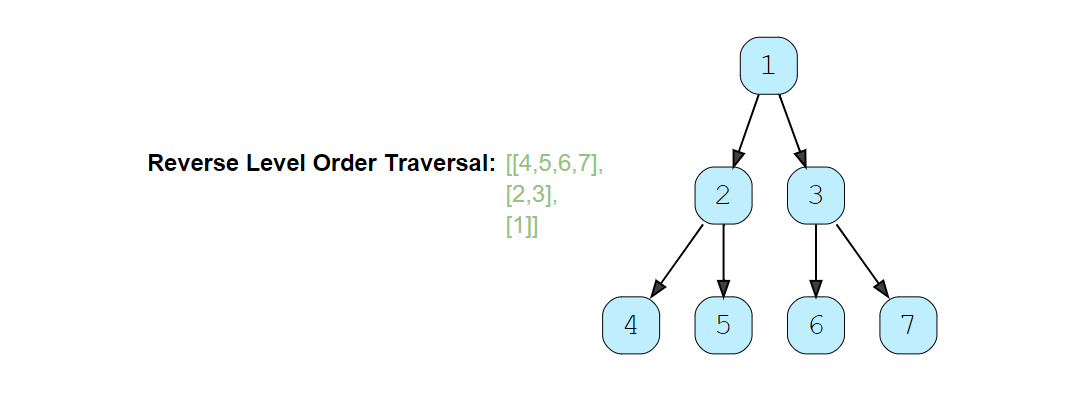 Reverse Level Order Traversal: [[4,5,6,7],
[2,3],
[1]]
1
2 3
4 5 6 7